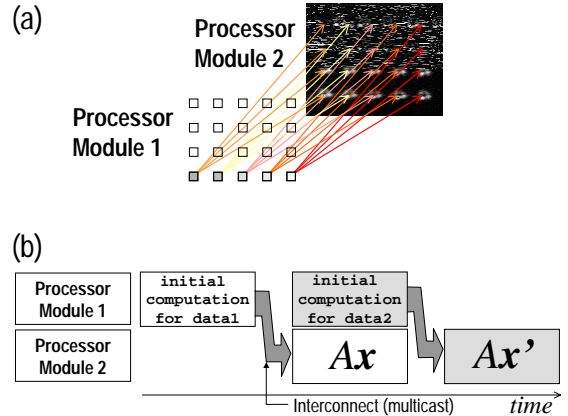 (a)
Processor
Module 2
Processor
Module 1
(b)
Processor
Module 1
initial
computation
for data1
initial
computation
for data2
Processor
Module 2
Ax
Ax'
Interconnect (multicast)
time